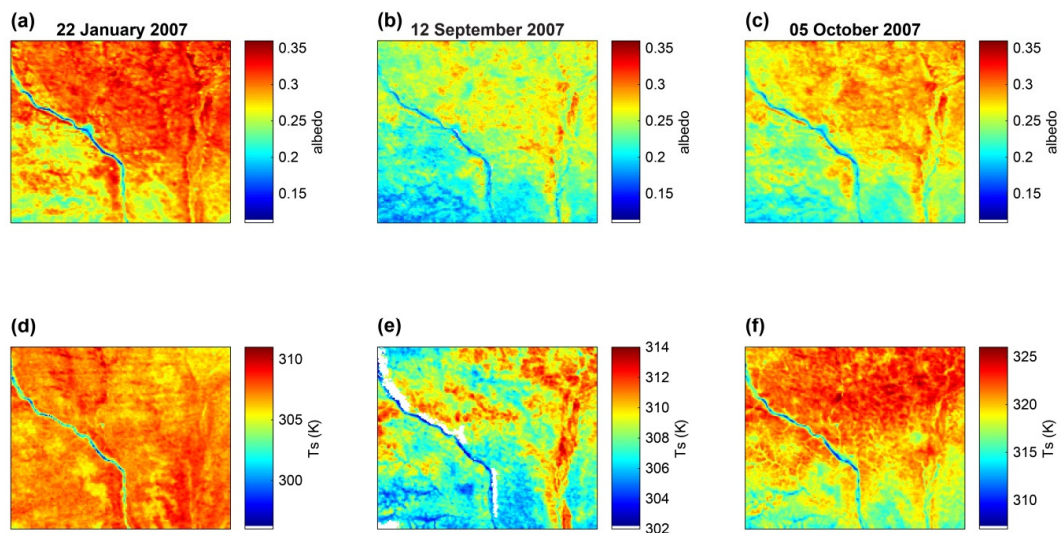 (a)
22 January 2007
0.35
0.3
0.25
0.2
0.15
albedo
(b)
12 September 2007
0.35
0.3
0.25
0.2
0.15
albedo
(c)
05 October 2007
0.35
0.3
0.25
0.2
0.15
albedo
(d)
310
305
300
Ts (K)
(e)
314
312
310
308
306
304
302
Ts (K)
(f)
325
320
315
310
Ts (K)